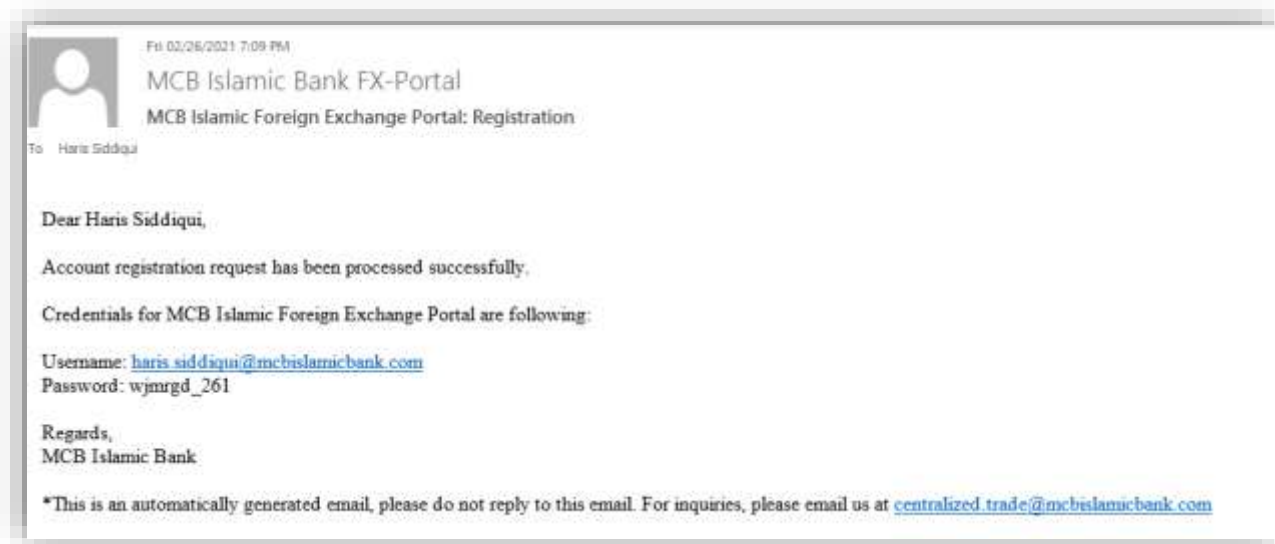 Fri 02/26/2021 7:09 PM
MCB Islamic Bank FX-Portal
MCB Islamic Foreign Exchange Portal: Registration
To Haris Siddiqui
Dear Haris Siddiqui,
Account registration request has been processed successfully.
Credentials for MCB Islamic Foreign Exchange Portal are following:
Username: haris.siddiqui@mcbislamicbank.com
Password: wjmrgd_261
Regards,
MCB Islamic Bank
*This is an automatically generated email, please do not reply to this email. For inquiries, please email us at centralized.trade@mcbislamicbank.com